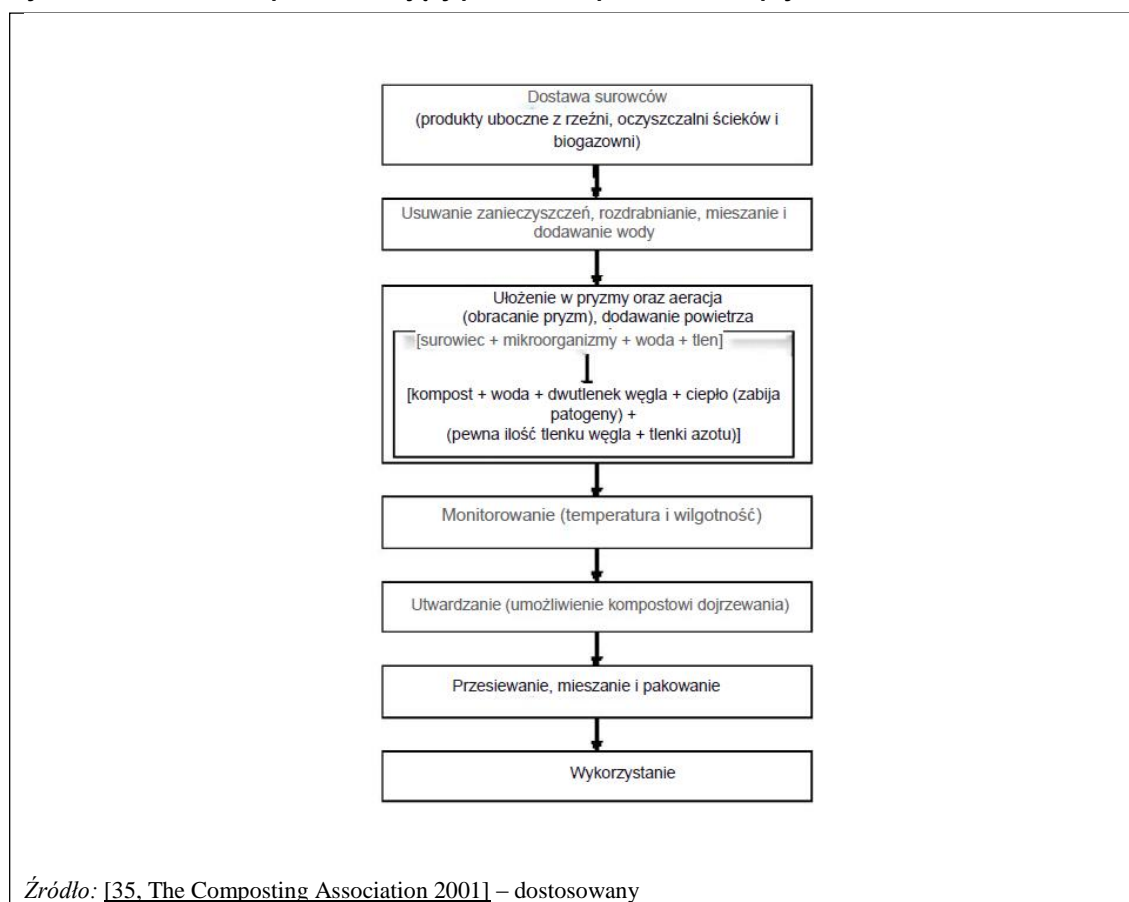 Dostawa surowców
(produkty uboczne z rzeźni, oczyszczalni ścieków i
biogazowni)
Usuwanie zanieczyszczeń, rozdrabnianie, mieszanie i
dodawanie wody
Ułożenie w pryzmy oraz aeracja
(obracanie pryzm), dodawanie powietrza
[surowiec + mikroorganizmy + woda + tlen]
[kompost + woda + dwutlenek węgla + ciepło (zabija
patogeny) +
(pewna ilość tlenku węgla + tlenki azotu)]
Monitorowanie (temperatura i wilgotność)
Utwardzanie (umożliwienie kompostowi dojrzewania)
Przesiewanie, mieszanie i pakowanie
Wykorzystanie
Źródło: [35, The Composting Association 2001] – dostosowany